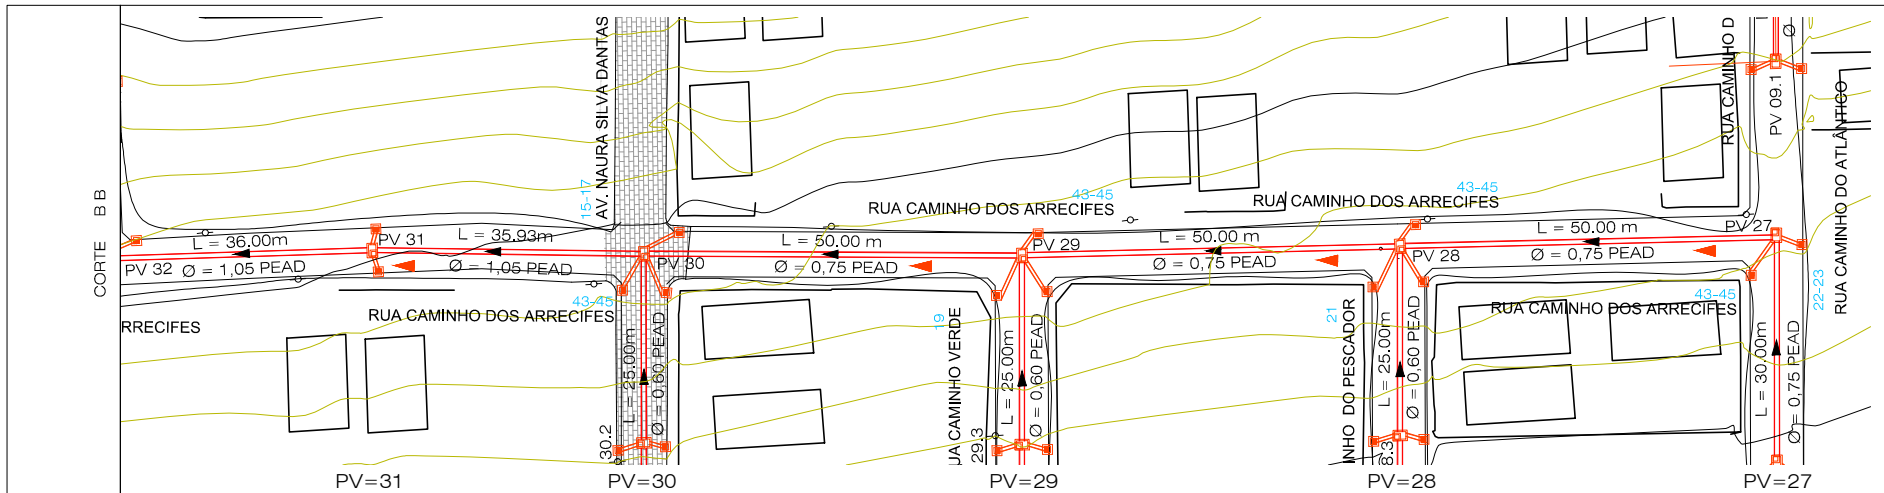 CORTE BB
AV. NAURA SILVA DANTAS
15-17
43-45
43-45
RUA CAMINHO DOS ARRECIFES
RUA CAMINHO DOS ARRECIFES
RUA CAMINHO D
PV 09.1
Ø
RUA CAMINHO DO ATLÂNTICO
22-23
L = 36.00m
PV 31
L = 35.93m
L = 50.00 m
PV 29
L = 50.00 m
L = 50.00 m
PV 27
PV 32
Ø = 1,05 PEAD
Ø = 1,05 PEAD
PV 30
Ø = 0,75 PEAD
Ø = 0,75 PEAD
PV 28
Ø = 0,75 PEAD
RRECIFES
43-45
RUA CAMINHO DOS ARRECIFES
43-45
RUA CAMINHO DOS ARRECIFES
L = 25.00m
Ø = 0,60 PEAD
30.2
19
UA CAMINHO VERDE
29.3
L = 25.00m
Ø = 0,60 PEAD
21
INHO DO PESCADOR
8.3
L = 25.00m
Ø = 0,60 PEAD
L = 30.00m
Ø = 0,75 PEAD
PV=31
PV=30
PV=29
PV=28
PV=27